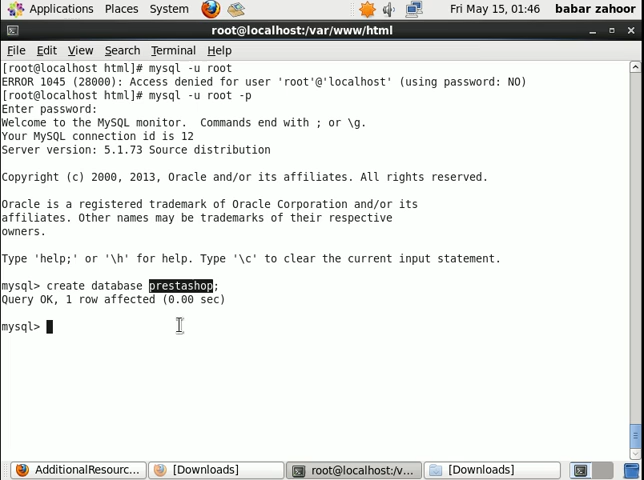 Applications Places System Fri May 15, 01:46 babar zahoor
root@localhost:/var/www/html
File Edit View Search Terminal Help
[root@localhost html]# mysql -u root
ERROR 1045 (28000): Access denied for user 'root'@'localhost' (using password: NO)
[root@localhost html]# mysql -u root -p
Enter password:
Welcome to the MySQL monitor.  Commands end with ; or \g.
Your MySQL connection id is 12
Server version: 5.1.73 Source distribution
Copyright (c) 2000, 2013, Oracle and/or its affiliates. All rights reserved.
Oracle is a registered trademark of Oracle Corporation and/or its
affiliates. Other names may be trademarks of their respective
owners.
Type 'help;' or '\h' for help. Type '\c' to clear the current input statement.
mysql> create database prestashop;
Query OK, 1 row affected (0.00 sec)
mysql>
AdditionalResourc... [Downloads] root@localhost:/v... [Downloads]